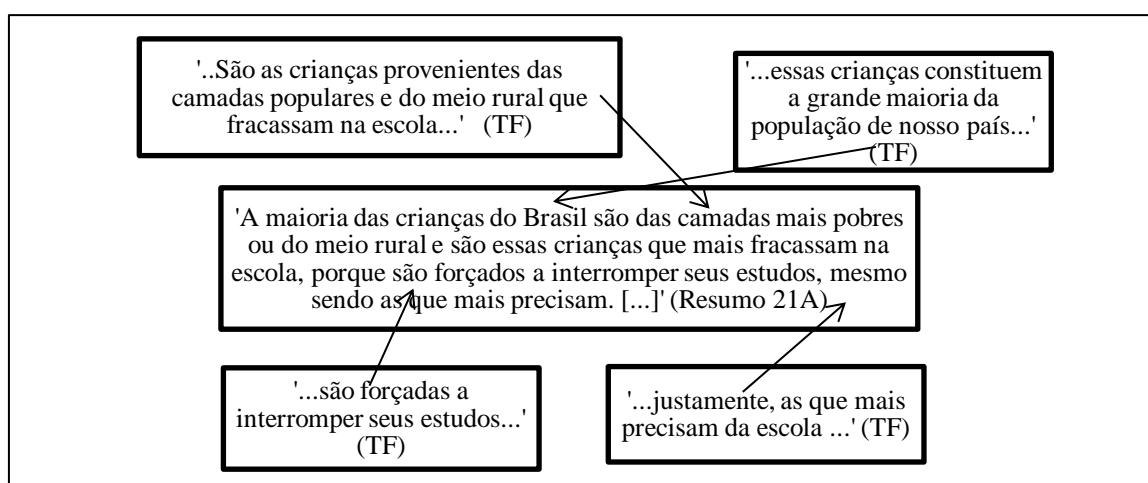 '..São as crianças provenientes das
camadas populares e do meio rural que
fracassam na escola...' (TF)
'...essas crianças constituem
a grande maioria da
população de nosso país...'
(TF)
'A maioria das crianças do Brasil são das camadas mais pobres
ou do meio rural e são essas crianças que mais fracassam na
escola, porque são forçados a interromper seus estudos, mesmo
sendo as que mais precisam. [...]' (Resumo 21A)
'...são forçadas a
interromper seus estudos...'
(TF)
'...justamente, as que mais
precisam da escola ...' (TF)